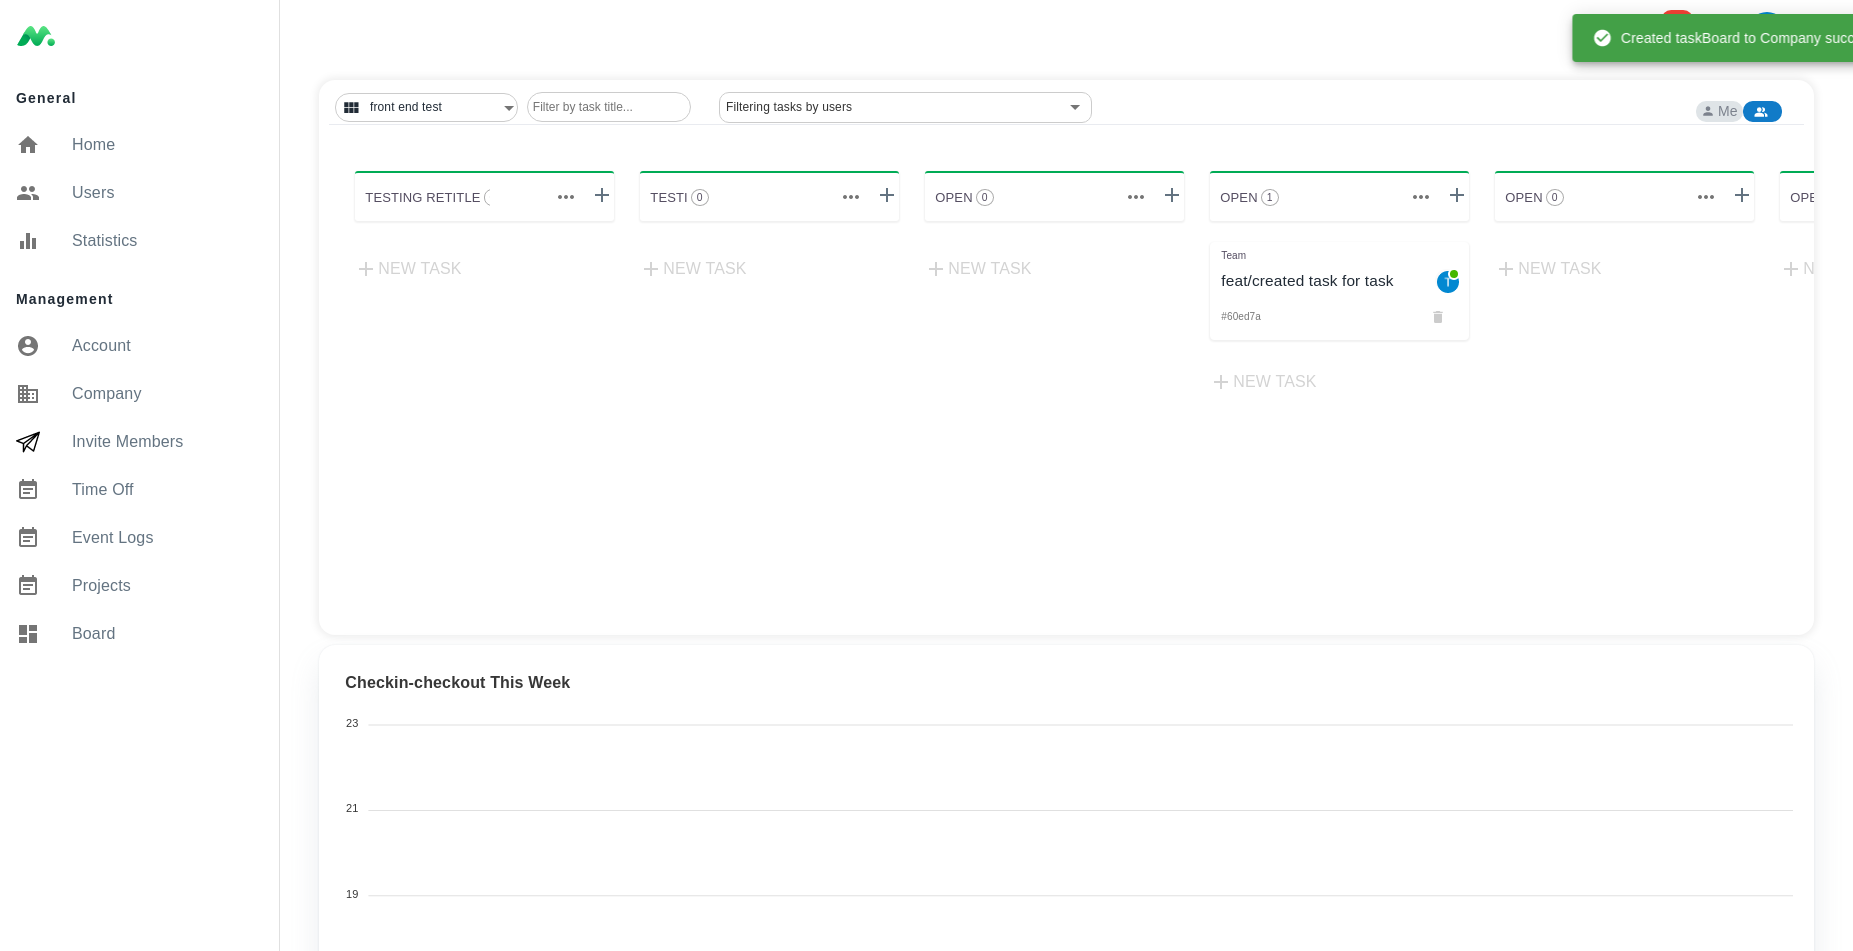 Created taskBoard to Company succ
General
Home
Users
Statistics
Management
Account
Company
Invite Members
Time Off
Event Logs
Projects
Board
front end test
Filter by task title...
Filtering tasks by users
Me
TESTING RETITLE
TESTI 0
OPEN 0
OPEN 1
OPEN 0
OPE
NEW TASK
NEW TASK
NEW TASK
Team
feat/created task for task
T
#60ed7a
NEW TASK
NEW TASK
N
Checkin-checkout This Week
23
21
19